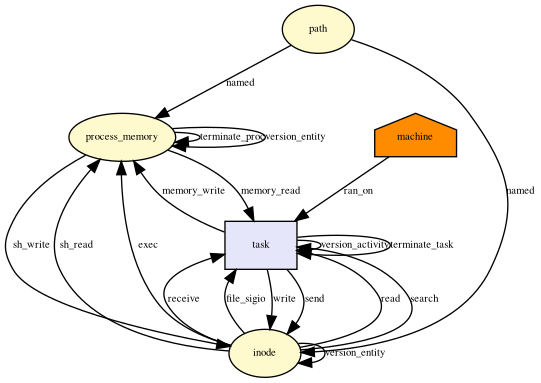 path
named
process_memory
terminate_proc
version_entity
machine
memory_write
memory_read
ran_on
named
sh_write
sh_read
exec
task
version_activity
terminate_task
receive
file_sigio
write
send
read
search
inode
version_entity